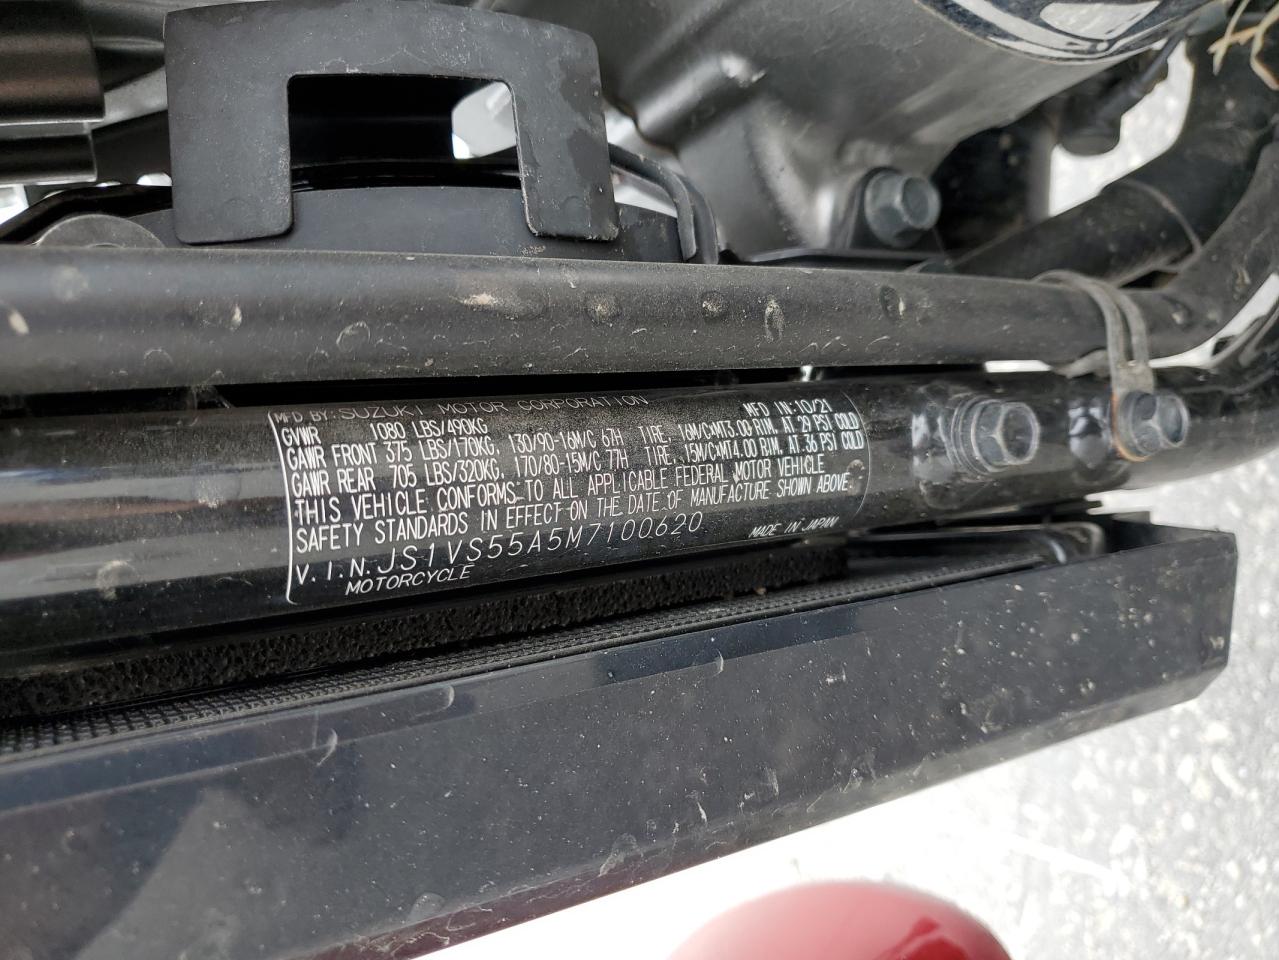 MFD BY: SUZUKI MOTOR CORPORATION MFD IN: 10/21
GVWR 1080 LBS/490KG
GAWR FRONT 375 LBS/170KG, 130/90-16M/C 67H TIRE, 16M/C×MT3.00 RIM, AT 29 PSI COLD
GAWR REAR 705 LBS/320KG, 170/80-15M/C 77H TIRE, 15M/C×MT4.00 RIM, AT 36 PSI COLD
THIS VEHICLE CONFORMS TO ALL APPLICABLE FEDERAL MOTOR VEHICLE
SAFETY STANDARDS IN EFFECT ON THE DATE OF MANUFACTURE SHOWN ABOVE.
V.I.N. JS1VS55A5M7100620 MADE IN JAPAN
MOTORCYCLE